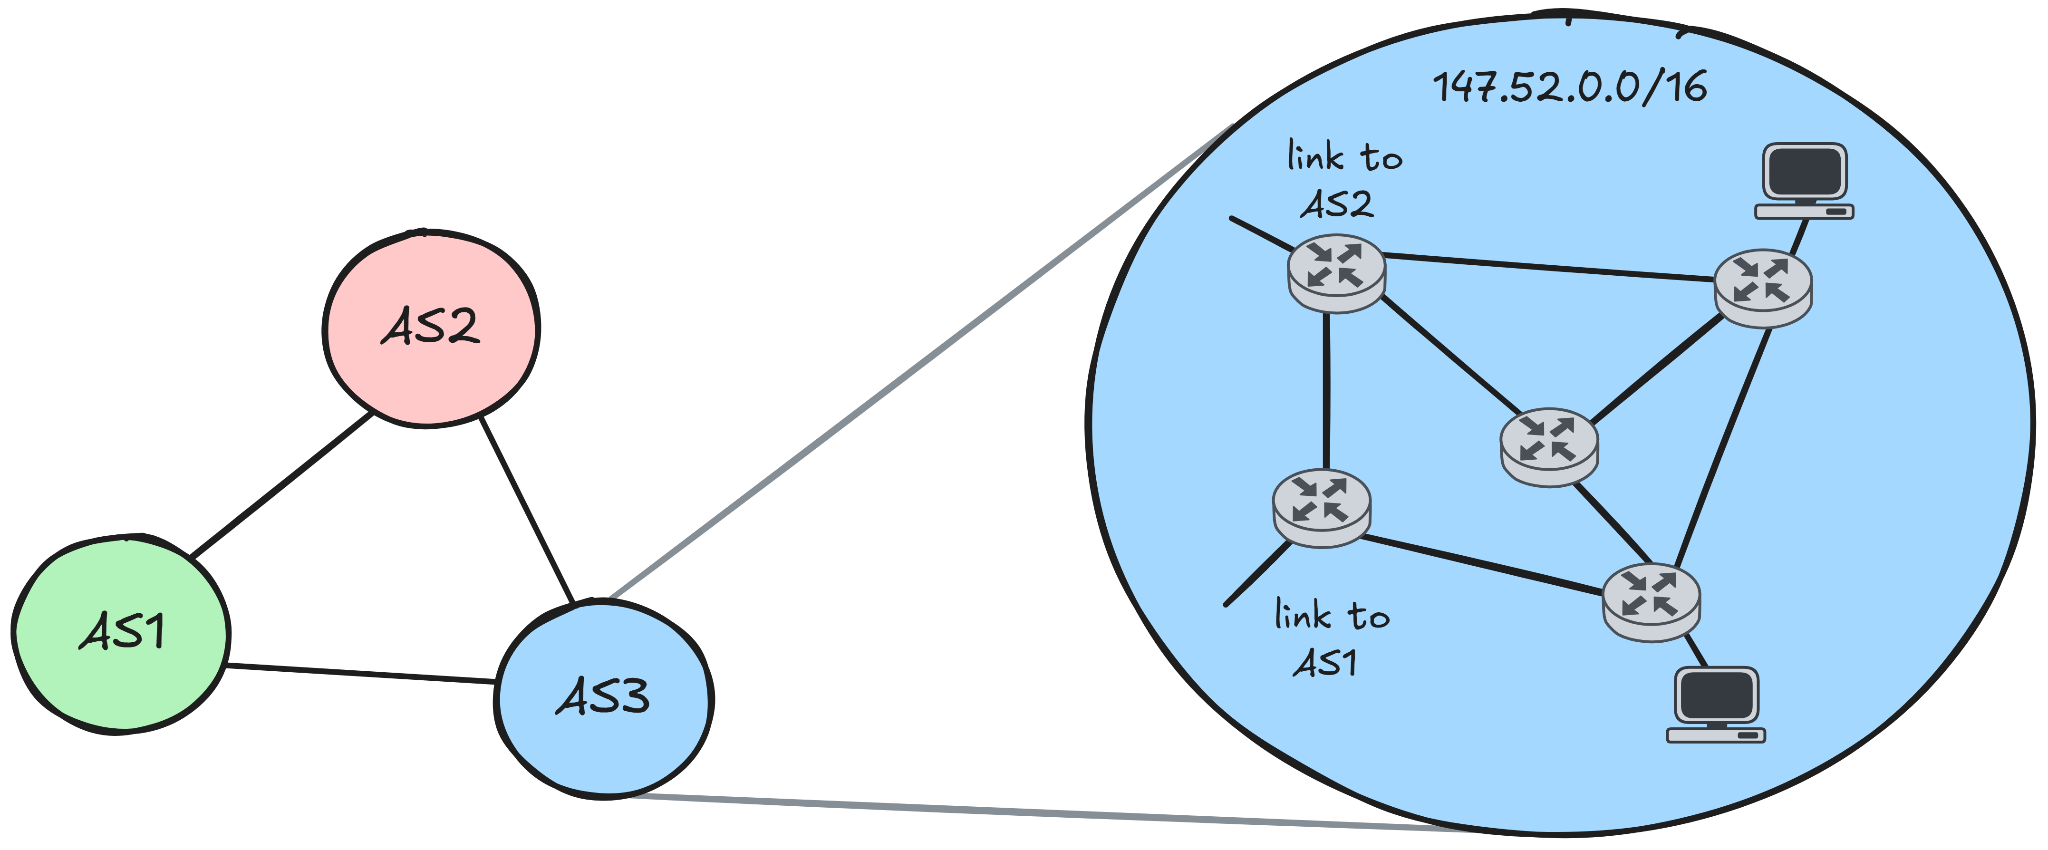 147.52.0.0/16
link to
AS2
AS2
AS1
AS3
link to
AS1